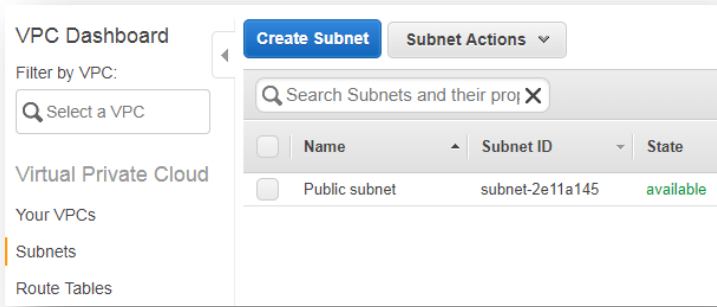 VPC Dashboard
Filter by VPC:
Select a VPC
Virtual Private Cloud
Your VPCs
Subnets
Route Tables
Create Subnet
Subnet Actions
Search Subnets and their prop
Name
Subnet ID
State
Public subnet
subnet-2e11a145
available